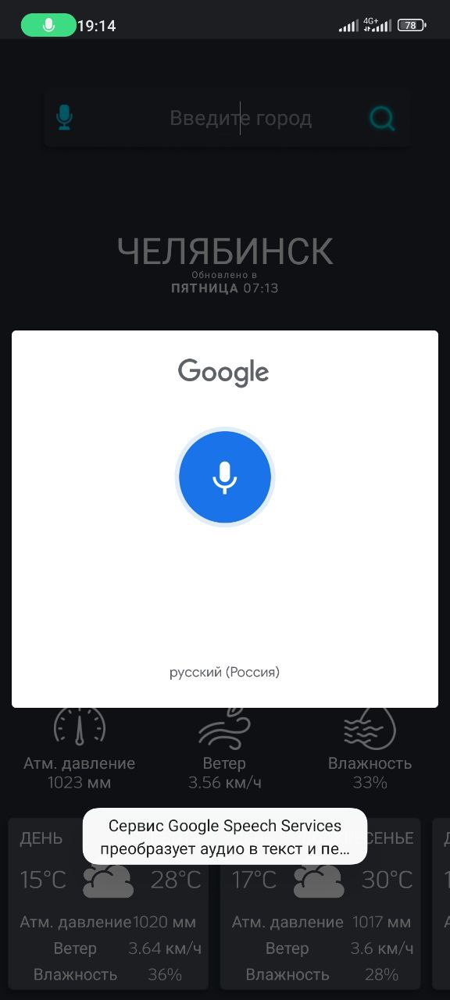 19:14
4G+
78
Введите город
ЧЕЛЯБИНСК
Обновлено в
ПЯТНИЦА 07:13
Google
русский (Россия)
Атм. давление Ветер Влажность
1023 мм 3.56 км/ч 33%
Сервис Google Speech Services
преобразует аудио в текст и пе...
ДЕНЬ
15°C 28°C 17°C 30°C
Атм. давление 1020 мм Атм. давление 1017 мм
Ветер 3.64 км/ч Ветер 3.6 км/ч
Влажность 36% Влажность 28%